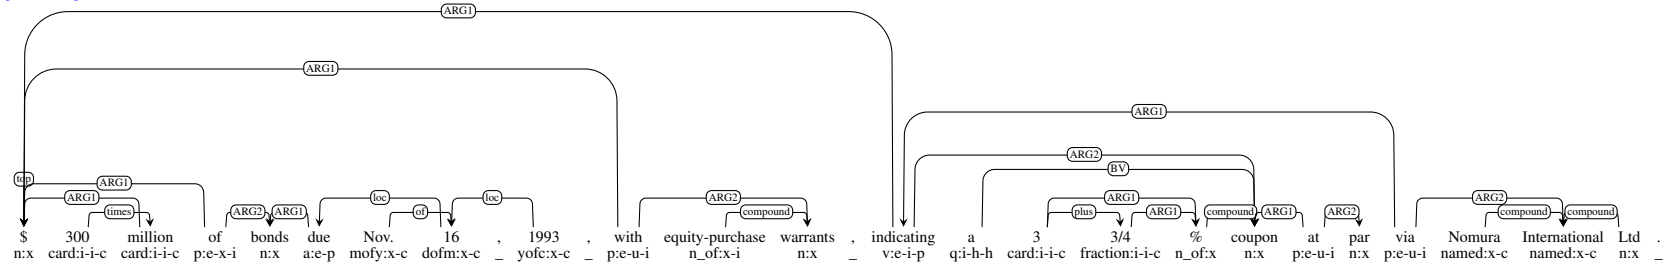 ARG1
ARG1
ARG1
ARG2
BV
top ARG1
ARG1 loc loc ARG2 ARG1 ARG2
times ARG2 ARG1 of compound plus ARG1 compound ARG1 ARG2 compound compound
$ 300 million of bonds due Nov. 16 , 1993 , with equity-purchase warrants , indicating a 3 3/4 % coupon at par via Nomura International Ltd .
n:x card:i-i-c card:i-i-c p:e-x-i n:x a:e-p mofy:x-c dofm:x-c _ yofc:x-c _ p:e-u-i n_of:x-i n:x _ v:e-i-p q:i-h-h card:i-i-c fraction:i-i-c n_of:x n:x p:e-u-i n:x p:e-u-i named:x-c named:x-c n:x _